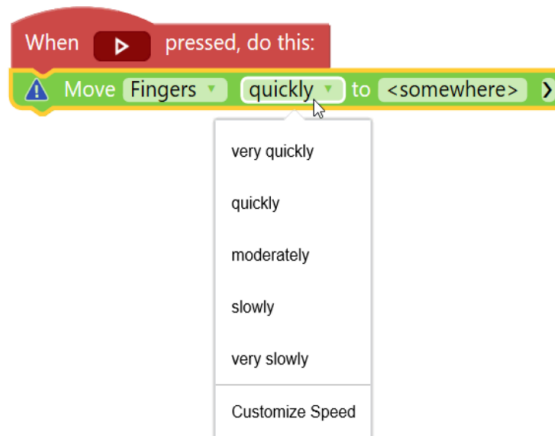 When pressed, do this:
Move Fingers quickly to <somewhere>
very quickly
quickly
moderately
slowly
very slowly
Customize Speed